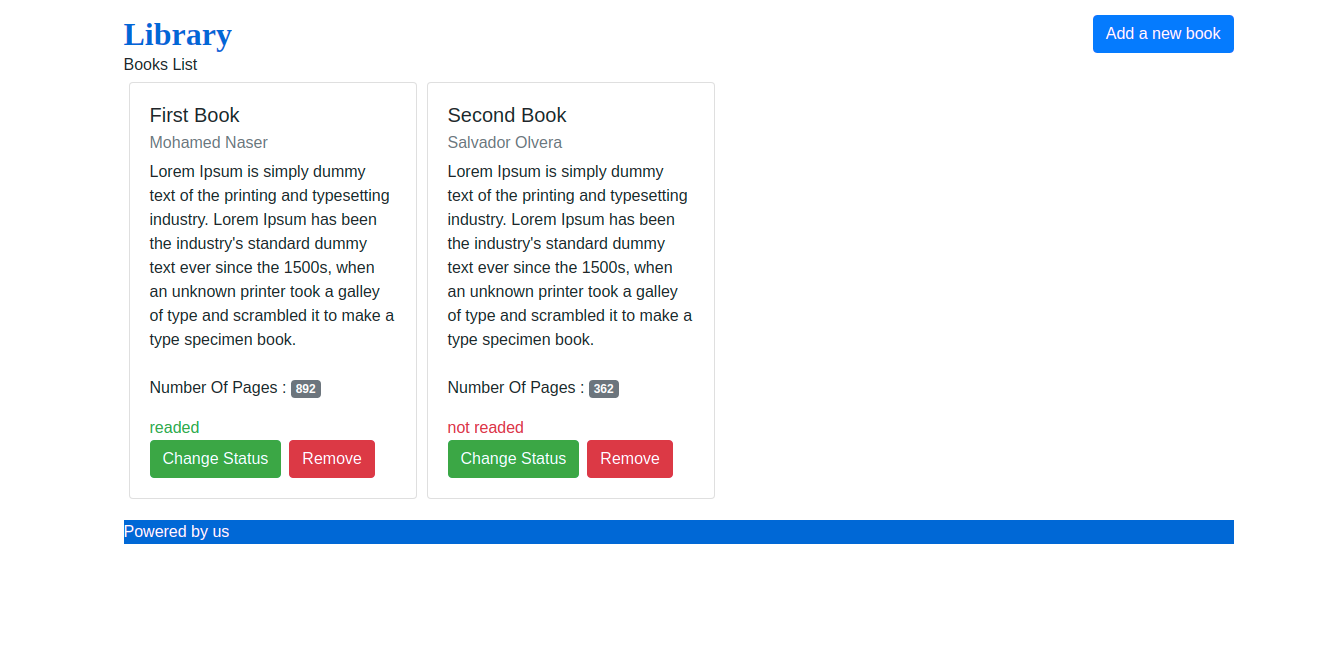 Library
Add a new book
Books List
First Book
Mohamed Naser
Lorem Ipsum is simply dummy
text of the printing and typesetting
industry. Lorem Ipsum has been
the industry's standard dummy
text ever since the 1500s, when
an unknown printer took a galley
of type and scrambled it to make a
type specimen book.
Number Of Pages : 892
readed
Change Status Remove
Second Book
Salvador Olvera
Lorem Ipsum is simply dummy
text of the printing and typesetting
industry. Lorem Ipsum has been
the industry's standard dummy
text ever since the 1500s, when
an unknown printer took a galley
of type and scrambled it to make a
type specimen book.
Number Of Pages : 362
not readed
Change Status Remove
Powered by us